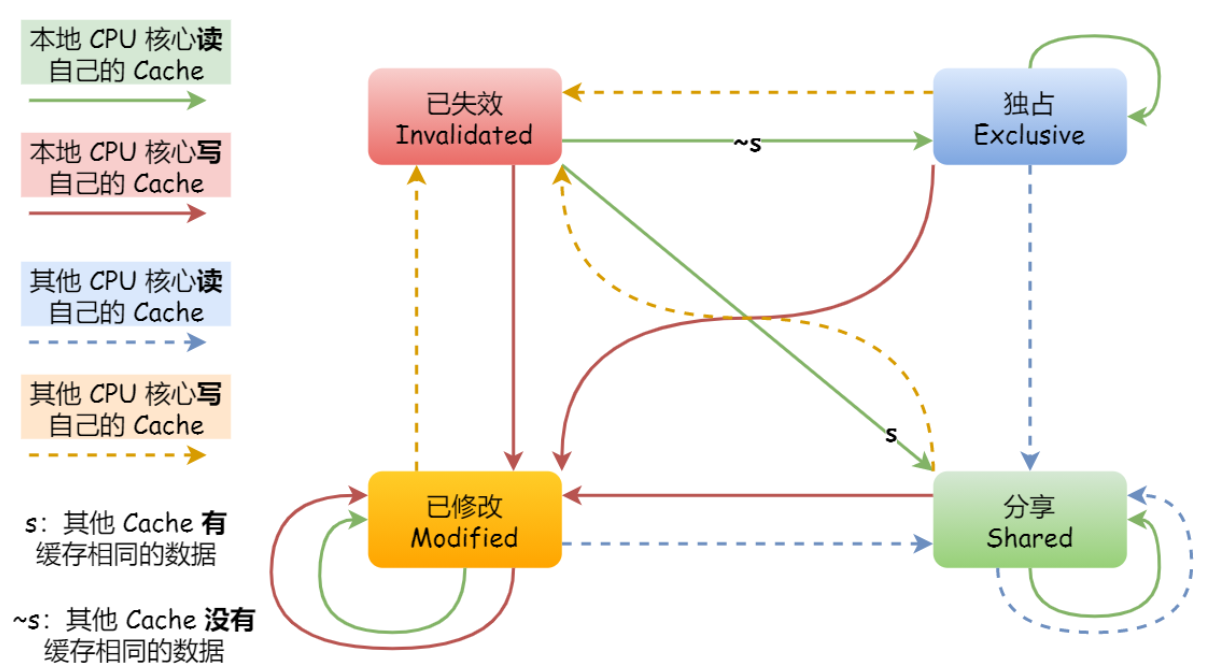 本地 CPU 核心读
自己的 Cache
本地 CPU 核心写
自己的 Cache
其他 CPU 核心读
自己的 Cache
其他 CPU 核心写
自己的 Cache
s：其他 Cache 有
缓存相同的数据
~s：其他 Cache 没有
缓存相同的数据
已失效
Invalidated
独占
Exclusive
~s
s
已修改
Modified
分享
Shared